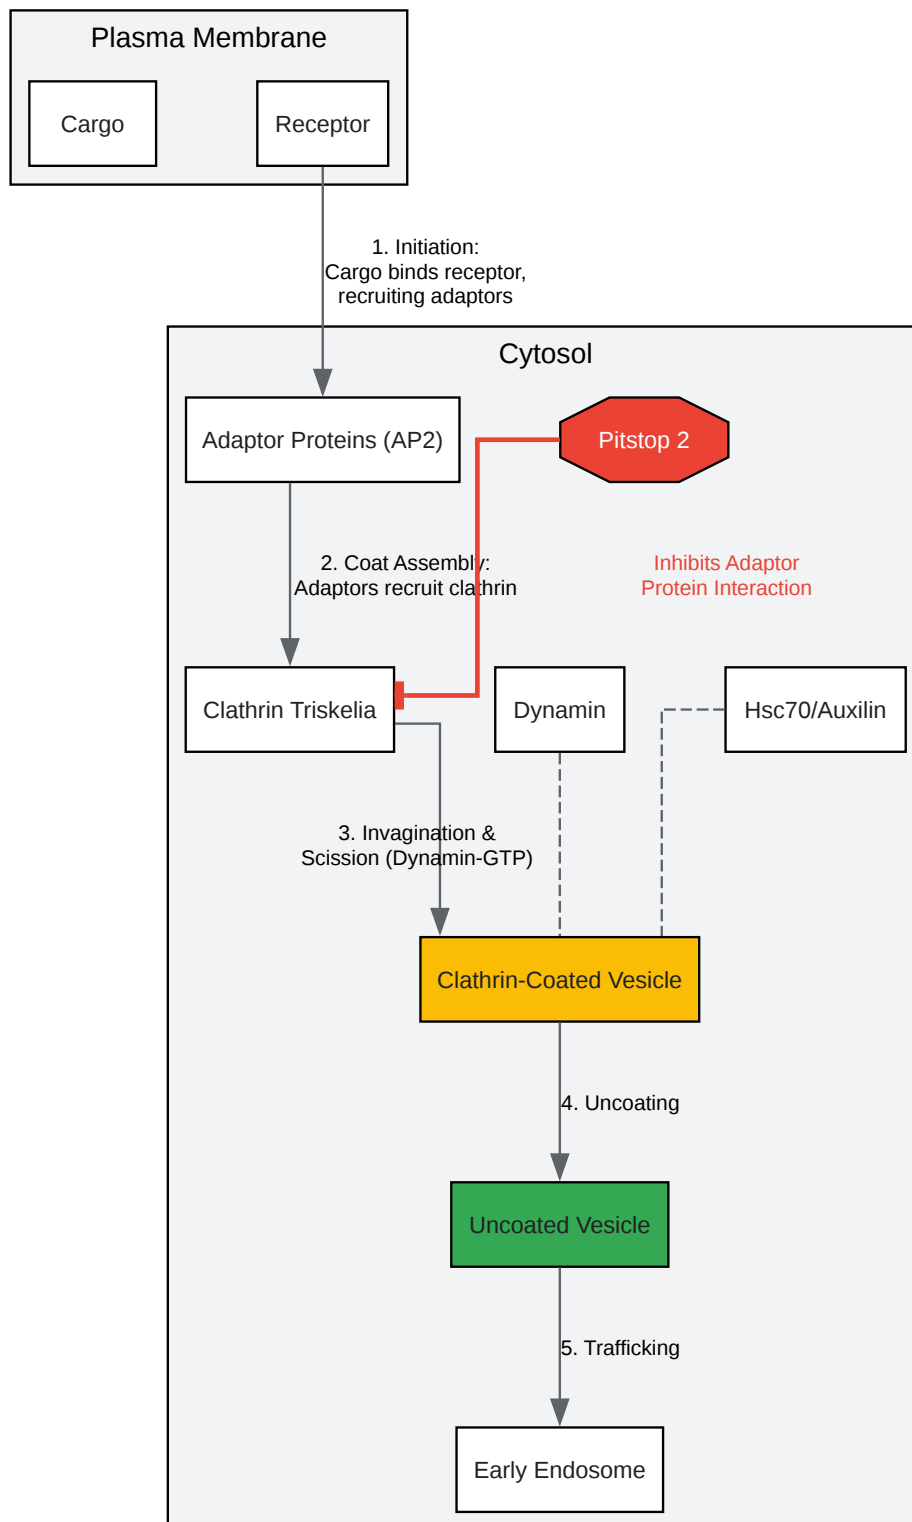 Plasma Membrane
Cargo
Receptor
1. Initiation:
Cargo binds receptor,
recruiting adaptors
Cytosol
Adaptor Proteins (AP2)
Pitstop 2
2. Coat Assembly:
Adaptors recruit clathrin
Inhibits Adaptor
Protein Interaction
Clathrin Triskelia
Dynamin
Hsc70/Auxilin
3. Invagination &
Scission (Dynamin-GTP)
Clathrin-Coated Vesicle
4. Uncoating
Uncoated Vesicle
5. Trafficking
Early Endosome